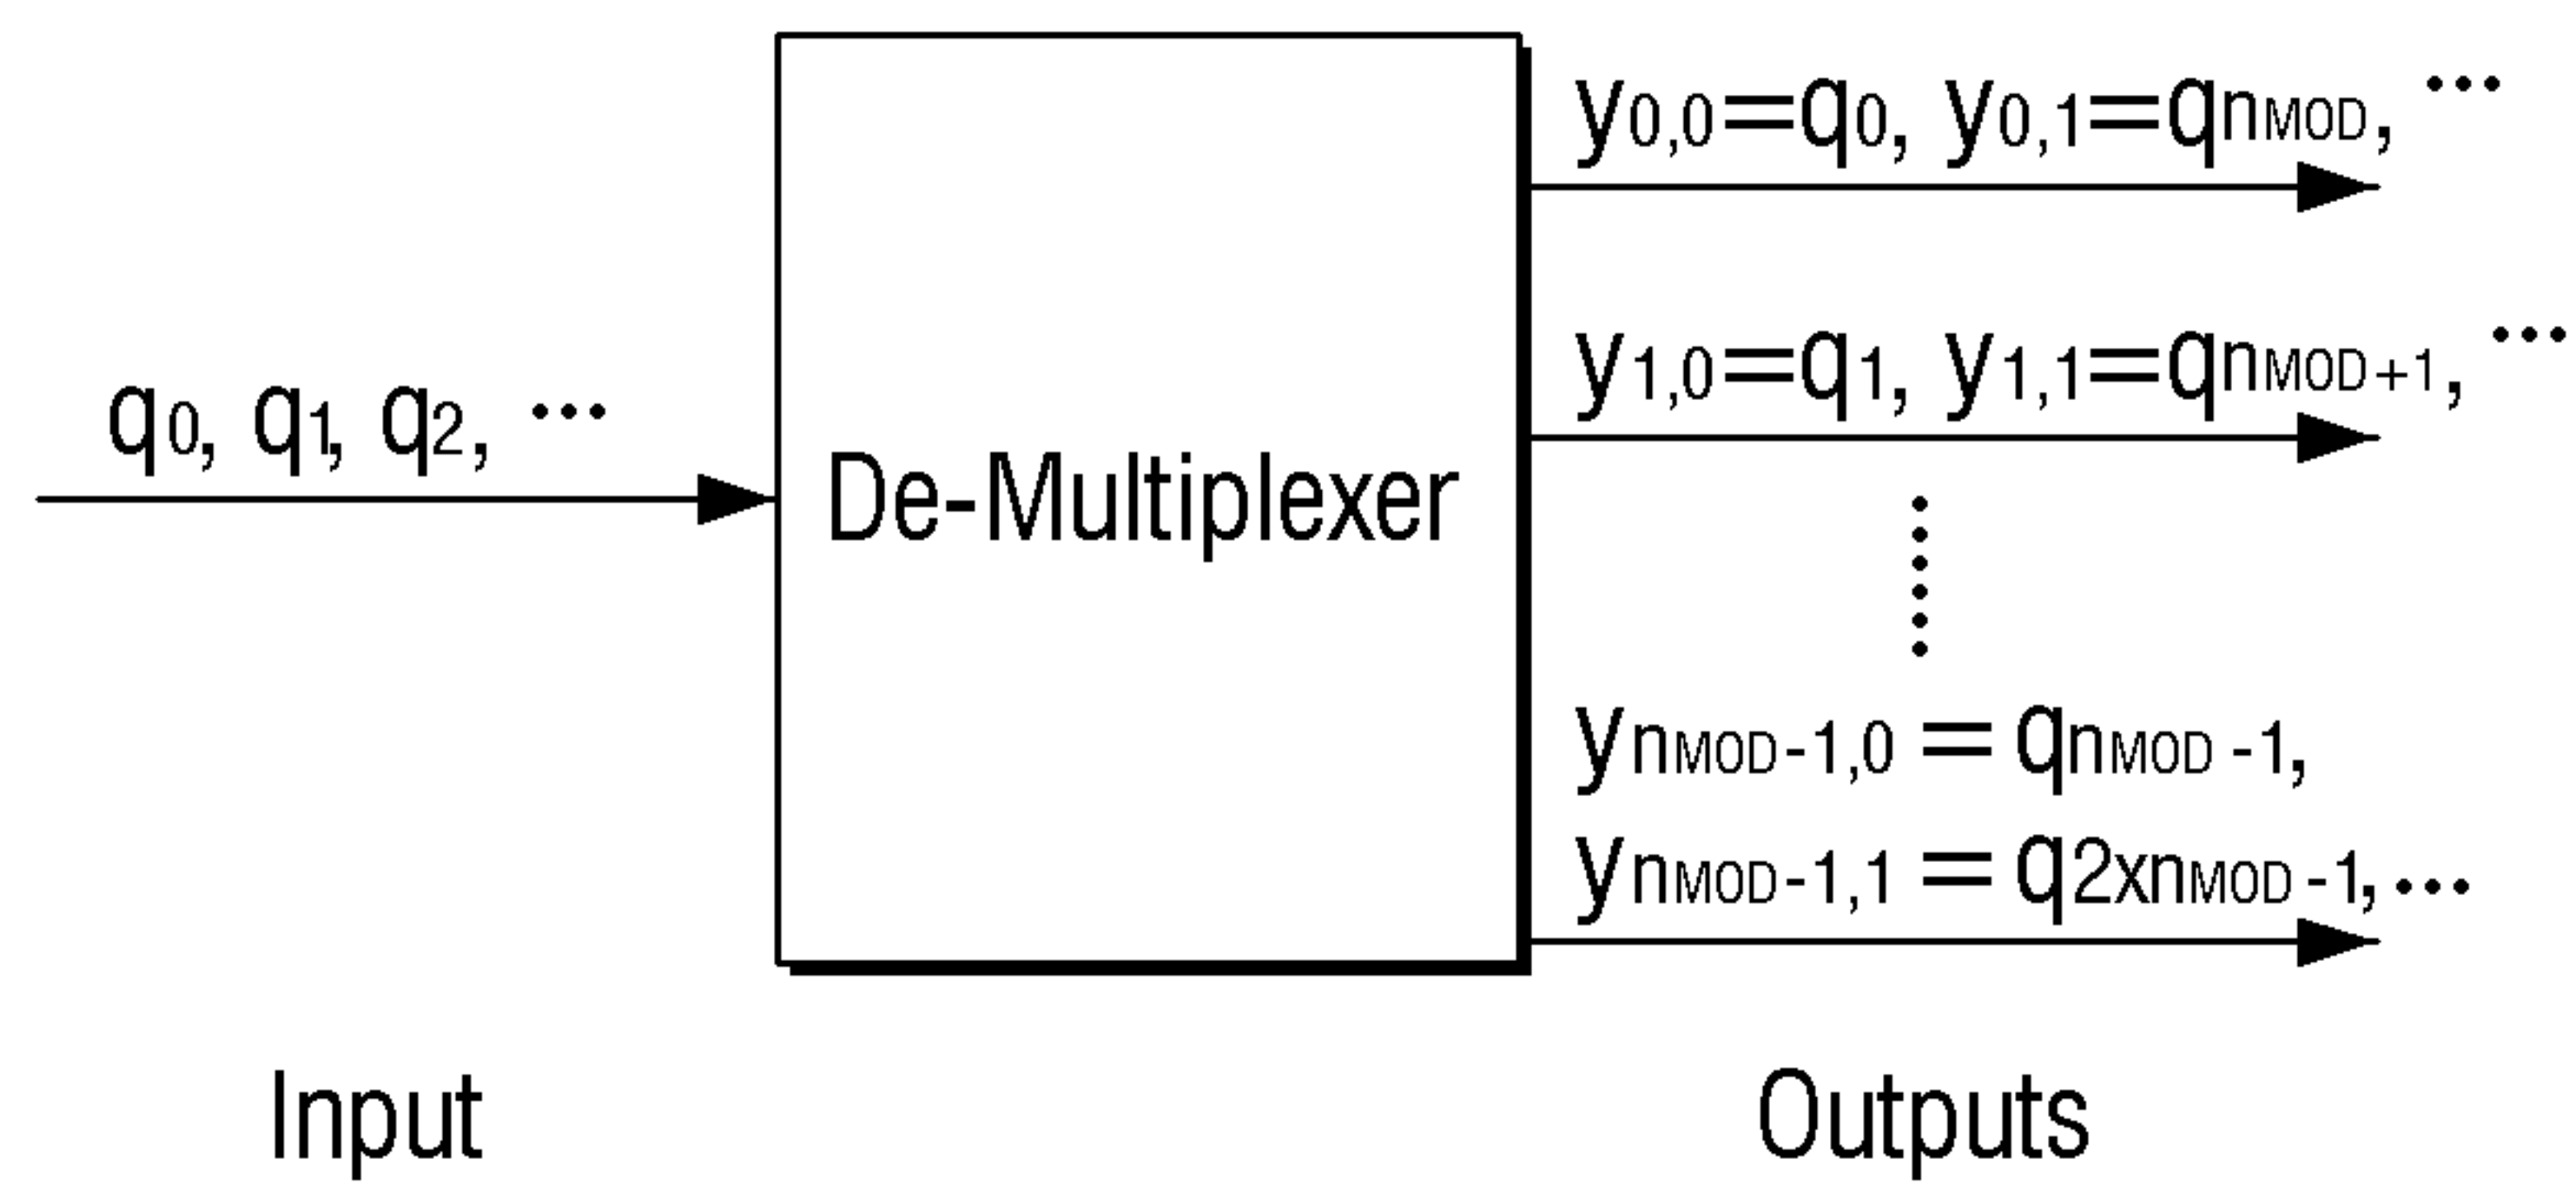 y0,0=q0, y0,1=qnMOD, ...
y1,0=q1, y1,1=qnMOD+1, ...
q0, q1, q2, ...
De-Multiplexer
ynMOD-1,0 = qnMOD -1,
ynMOD-1,1 = q2xnMOD -1, ...
Input
Outputs